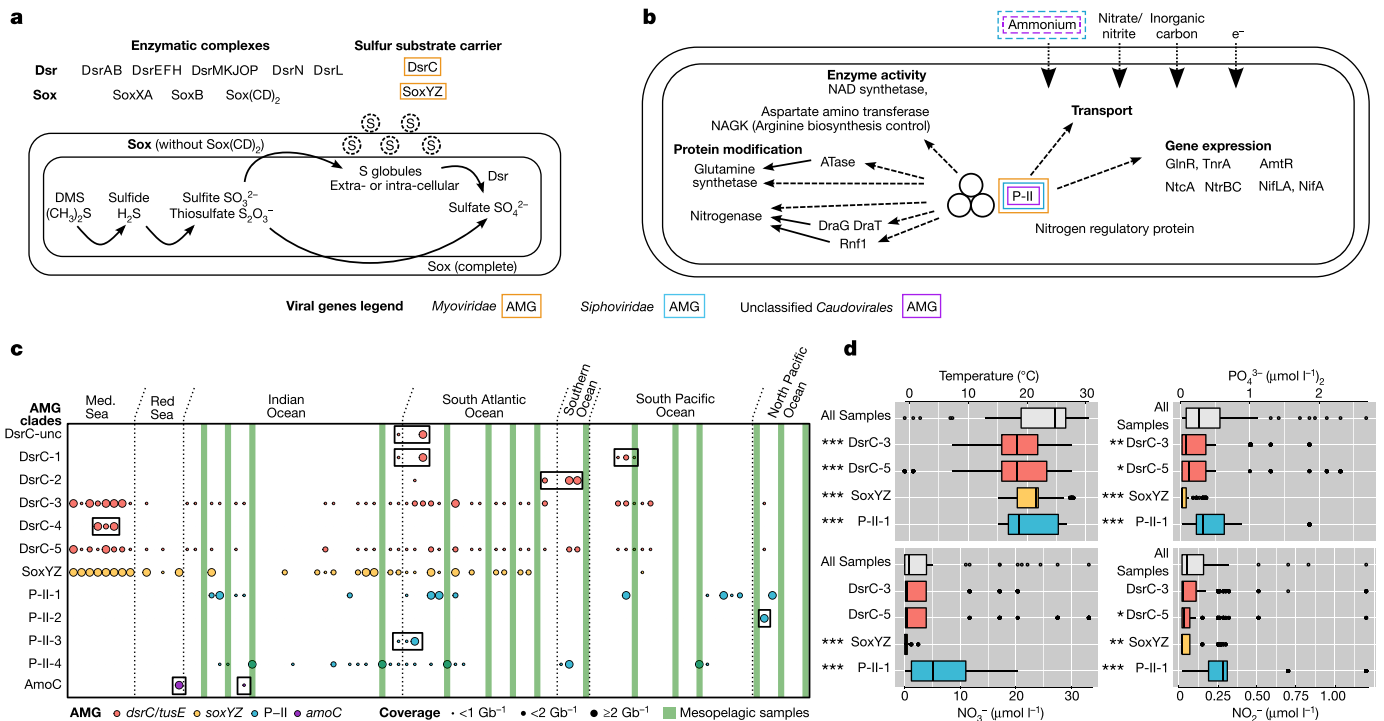 a
Enzymatic complexes
Sulfur substrate carrier
Dsr DsrAB DsrEFH DsrMKJOP DsrN DsrL DsrC
Sox SoxXA SoxB Sox(CD)2 SoxYZ
S S
S S S
Sox (without Sox(CD)2)
S globules
Extra- or intra-cellular
Dsr
DMS
(CH3)2S
Sulfide
H2S
Sulfite SO3^2−
Thiosulfate S2O3^−
Sulfate SO4^2−
Sox (complete)
b
Ammonium
Nitrate/
nitrite
Inorganic
carbon
e−
Enzyme activity
NAD synthetase,
Aspartate amino transferase
NAGK (Arginine biosynthesis control)
Transport
Protein modification
Glutamine
synthetase
ATase
Nitrogenase
DraG DraT
Rnf1
P-II
Nitrogen regulatory protein
Gene expression
GlnR, TnrA AmtR
NtcA NtrBC NifLA, NifA
Viral genes legend Myoviridae AMG Siphoviridae AMG Unclassified Caudovirales AMG
c
AMG
clades
Med.
Sea
Red
Sea
Indian
Ocean
South Atlantic
Ocean
Southern
Ocean
South Pacific
Ocean
North Pacific
Ocean
DsrC-unc
DsrC-1
DsrC-2
DsrC-3
DsrC-4
DsrC-5
SoxYZ
P-II-1
P-II-2
P-II-3
P-II-4
AmoC
AMG dsrC/tusE soxYZ P–II amoC Coverage <1 Gb−1 <2 Gb−1 ≥2 Gb−1 Mesopelagic samples
d
Temperature (°C)
0 10 20 30
All Samples
*** DsrC-3
*** DsrC-5
*** SoxYZ
*** P-II-1
PO4^3− (μmol l−1)2
0 1 2
All
Samples
** DsrC-3
* DsrC-5
*** SoxYZ
*** P-II-1
All Samples
DsrC-3
DsrC-5
*** SoxYZ
*** P-II-1
0 10 20 30
NO3^− (μmol l−1)
All
Samples
DsrC-3
* DsrC-5
** SoxYZ
*** P-II-1
0 0.25 0.50 1.00
NO2^− (μmol l−1)